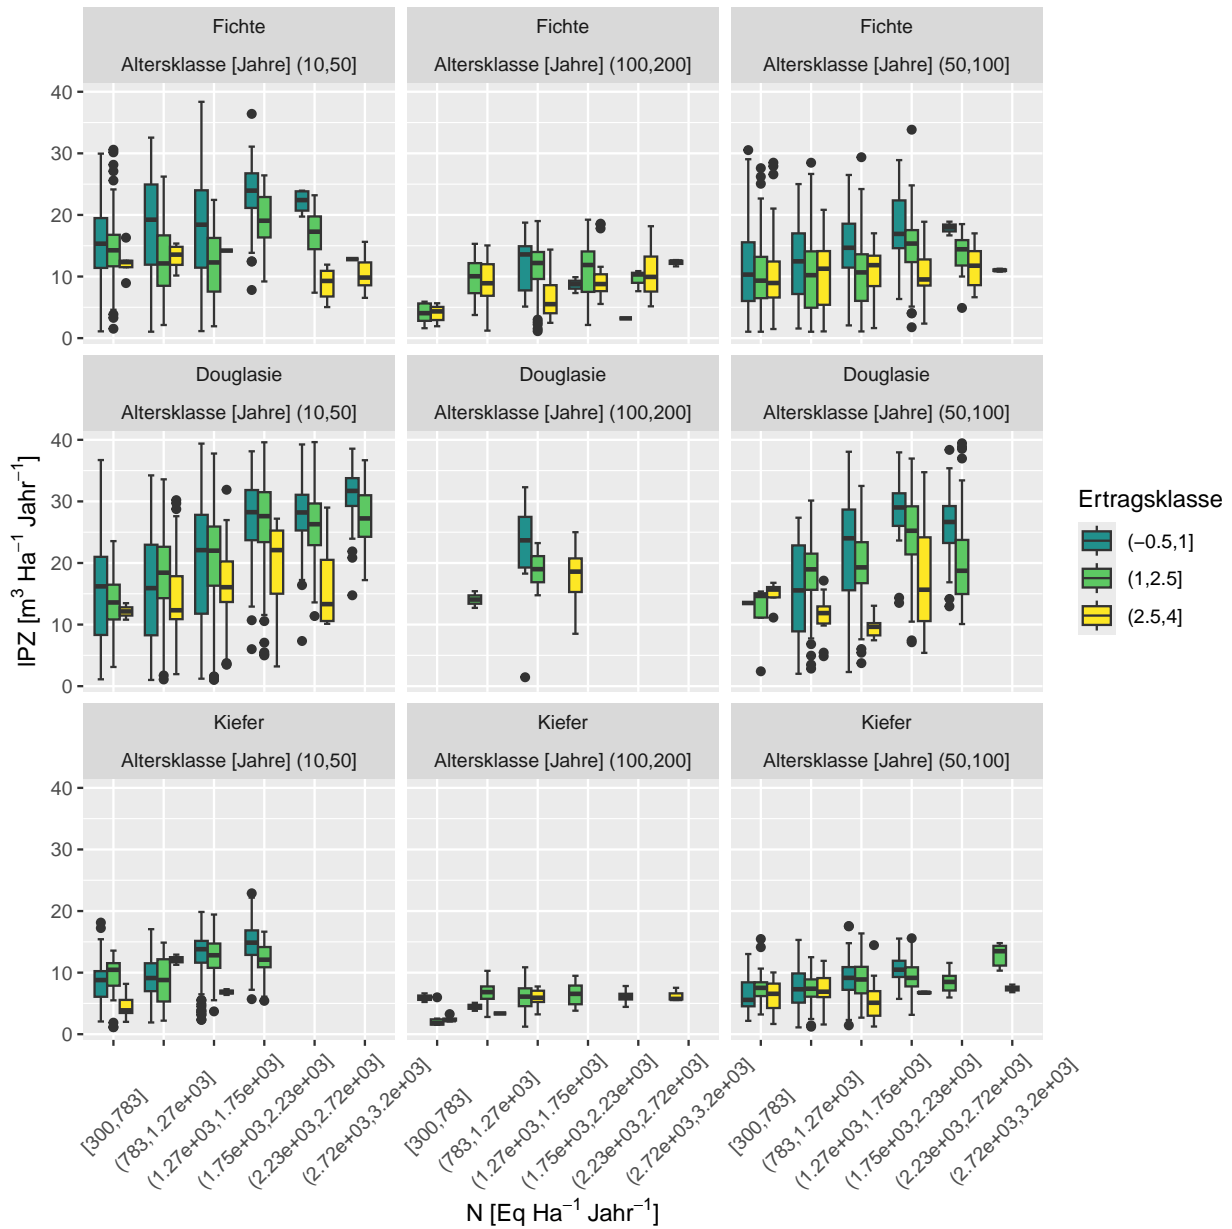 Fichte
Altersklasse [Jahre] (10,50]
Fichte
Altersklasse [Jahre] (100,200]
Fichte
Altersklasse [Jahre] (50,100]
40
30
20
10
0
Douglasie
Altersklasse [Jahre] (10,50]
Douglasie
Altersklasse [Jahre] (100,200]
Douglasie
Altersklasse [Jahre] (50,100]
40
30
20
10
0
IPZ [m³ Ha⁻¹ Jahr⁻¹]
Kiefer
Altersklasse [Jahre] (10,50]
Kiefer
Altersklasse [Jahre] (100,200]
Kiefer
Altersklasse [Jahre] (50,100]
40
30
20
10
0
[300,783]
(783,1.27e+03]
(1.27e+03,1.75e+03]
(1.75e+03,2.23e+03]
(2.23e+03,2.72e+03]
(2.72e+03,3.2e+03]
[300,783]
(783,1.27e+03]
(1.27e+03,1.75e+03]
(1.75e+03,2.23e+03]
(2.23e+03,2.72e+03]
(2.72e+03,3.2e+03]
[300,783]
(783,1.27e+03]
(1.27e+03,1.75e+03]
(1.75e+03,2.23e+03]
(2.23e+03,2.72e+03]
(2.72e+03,3.2e+03]
N [Eq Ha⁻¹ Jahr⁻¹]
Ertragsklasse
(−0.5,1]
(1,2.5]
(2.5,4]